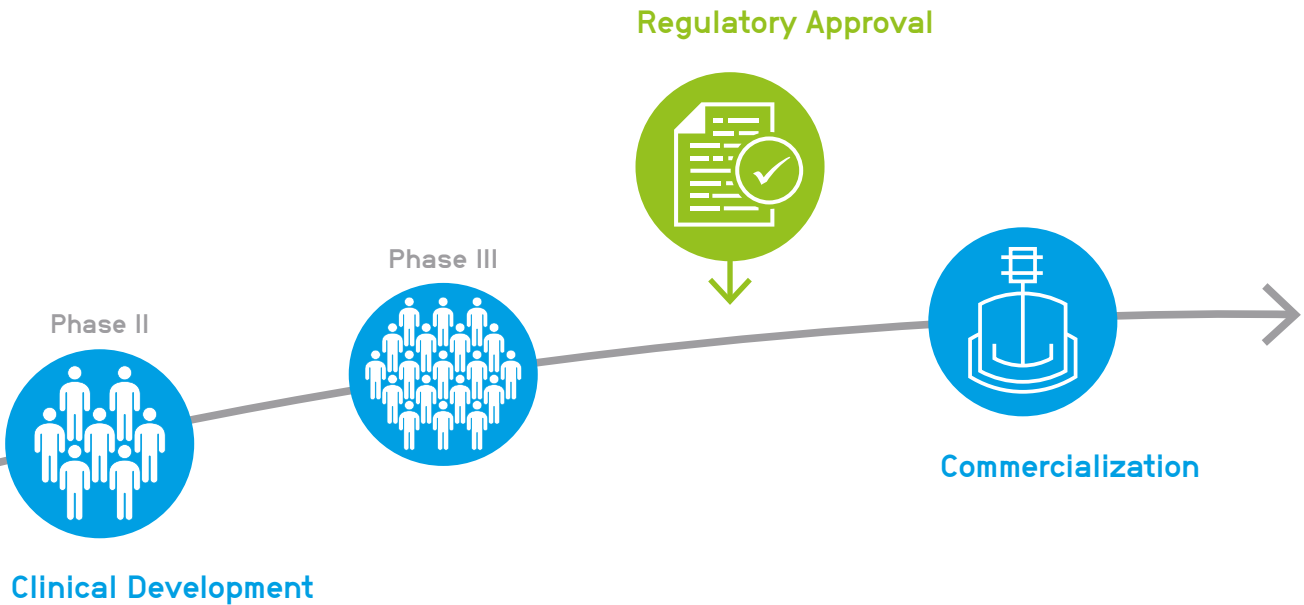 Regulatory Approval
Phase III
Phase II
Commercialization
Clinical Development